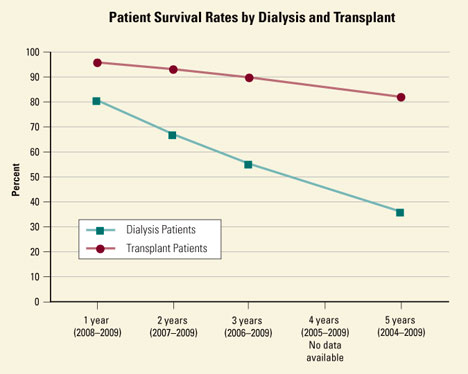 Patient Survival Rates by Dialysis and Transplant
100
90
80
70
60
50
40
30
20
10
0
Percent
Dialysis Patients
Transplant Patients
1 year
(2008–2009)
2 years
(2007–2009)
3 years
(2006–2009)
4 years
(2005–2009)
No data
available
5 years
(2004–2009)